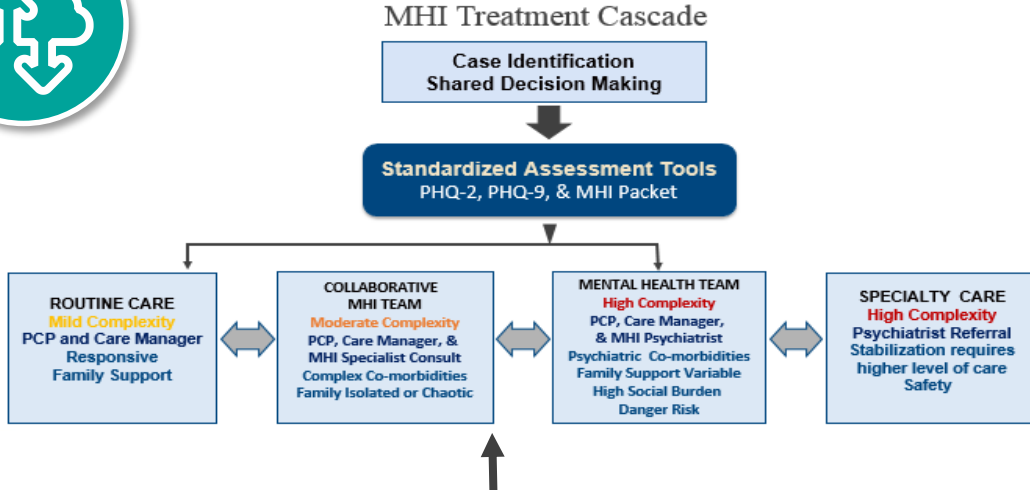 MHI Treatment Cascade
Case Identification
Shared Decision Making
Standardized Assessment Tools
PHQ-2, PHQ-9, & MHI Packet
ROUTINE CARE
Mild Complexity
PCP and Care Manager
Responsive
Family Support
COLLABORATIVE
MHI TEAM
Moderate Complexity
PCP, Care Manager, &
MHI Specialist Consult
Complex Co-morbidities
Family Isolated or Chaotic
MENTAL HEALTH TEAM
High Complexity
PCP, Care Manager,
& MHI Psychiatrist
Psychiatric Co-morbidities
Family Support Variable
High Social Burden
Danger Risk
SPECIALTY CARE
High Complexity
Psychiatrist Referral
Stabilization requires
higher level of care
Safety